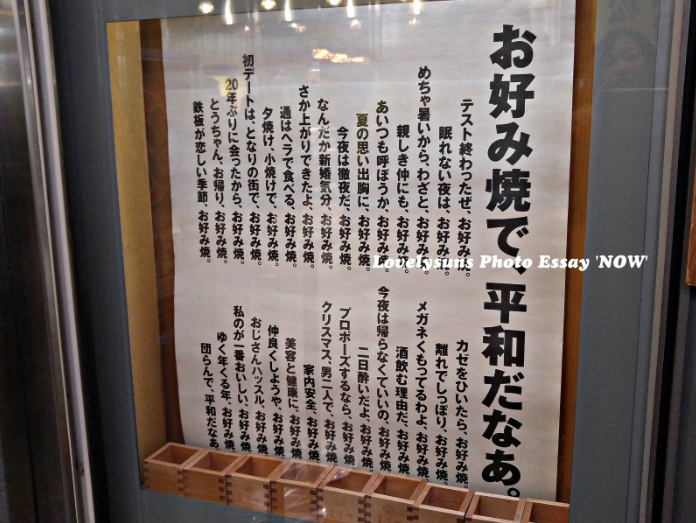 お好み焼で、平和だなあ。
テスト終わったぜ、お好み焼。
眠れない夜は、お好み焼。
めちゃ暑いから、わざと、お好み焼。
親しき仲にも、お好み焼。
あいつも呼ぼうか、お好み焼。
夏の思い出胸に、お好み焼。
今夜は徹夜だ、お好み焼。
なんだか新婚気分、お好み焼。
さか上がりできたよ、お好み焼。
通はヘラで食べる、お好み焼。
夕焼け、小焼けで、お好み焼。
初デートは、となりの街で、お好み焼。
20年ぶりに会ったから、お好み焼。
とうちゃん、お帰り、お好み焼。
鉄板が恋しい季節、お好み焼。
カゼをひいたら、お好み焼。
離れでしっぽり、お好み焼。
メガネくもってるわよ、お好み焼。
酒飲む理由だ、お好み焼。
今夜は帰らなくていいの、お好み焼。
二日酔いだよ、お好み焼。
プロポーズするなら、お好み焼。
クリスマス、男二人で、お好み焼。
家内安全、お好み焼。
美容と健康に、お好み焼。
仲良くしようや、お好み焼。
おじさんハッスル、お好み焼。
私のが一番おいしい、お好み焼。
ゆく年くる年、お好み焼。
団らんで、平和だなあ
Lovelysuns Photo Essay 'NOW'